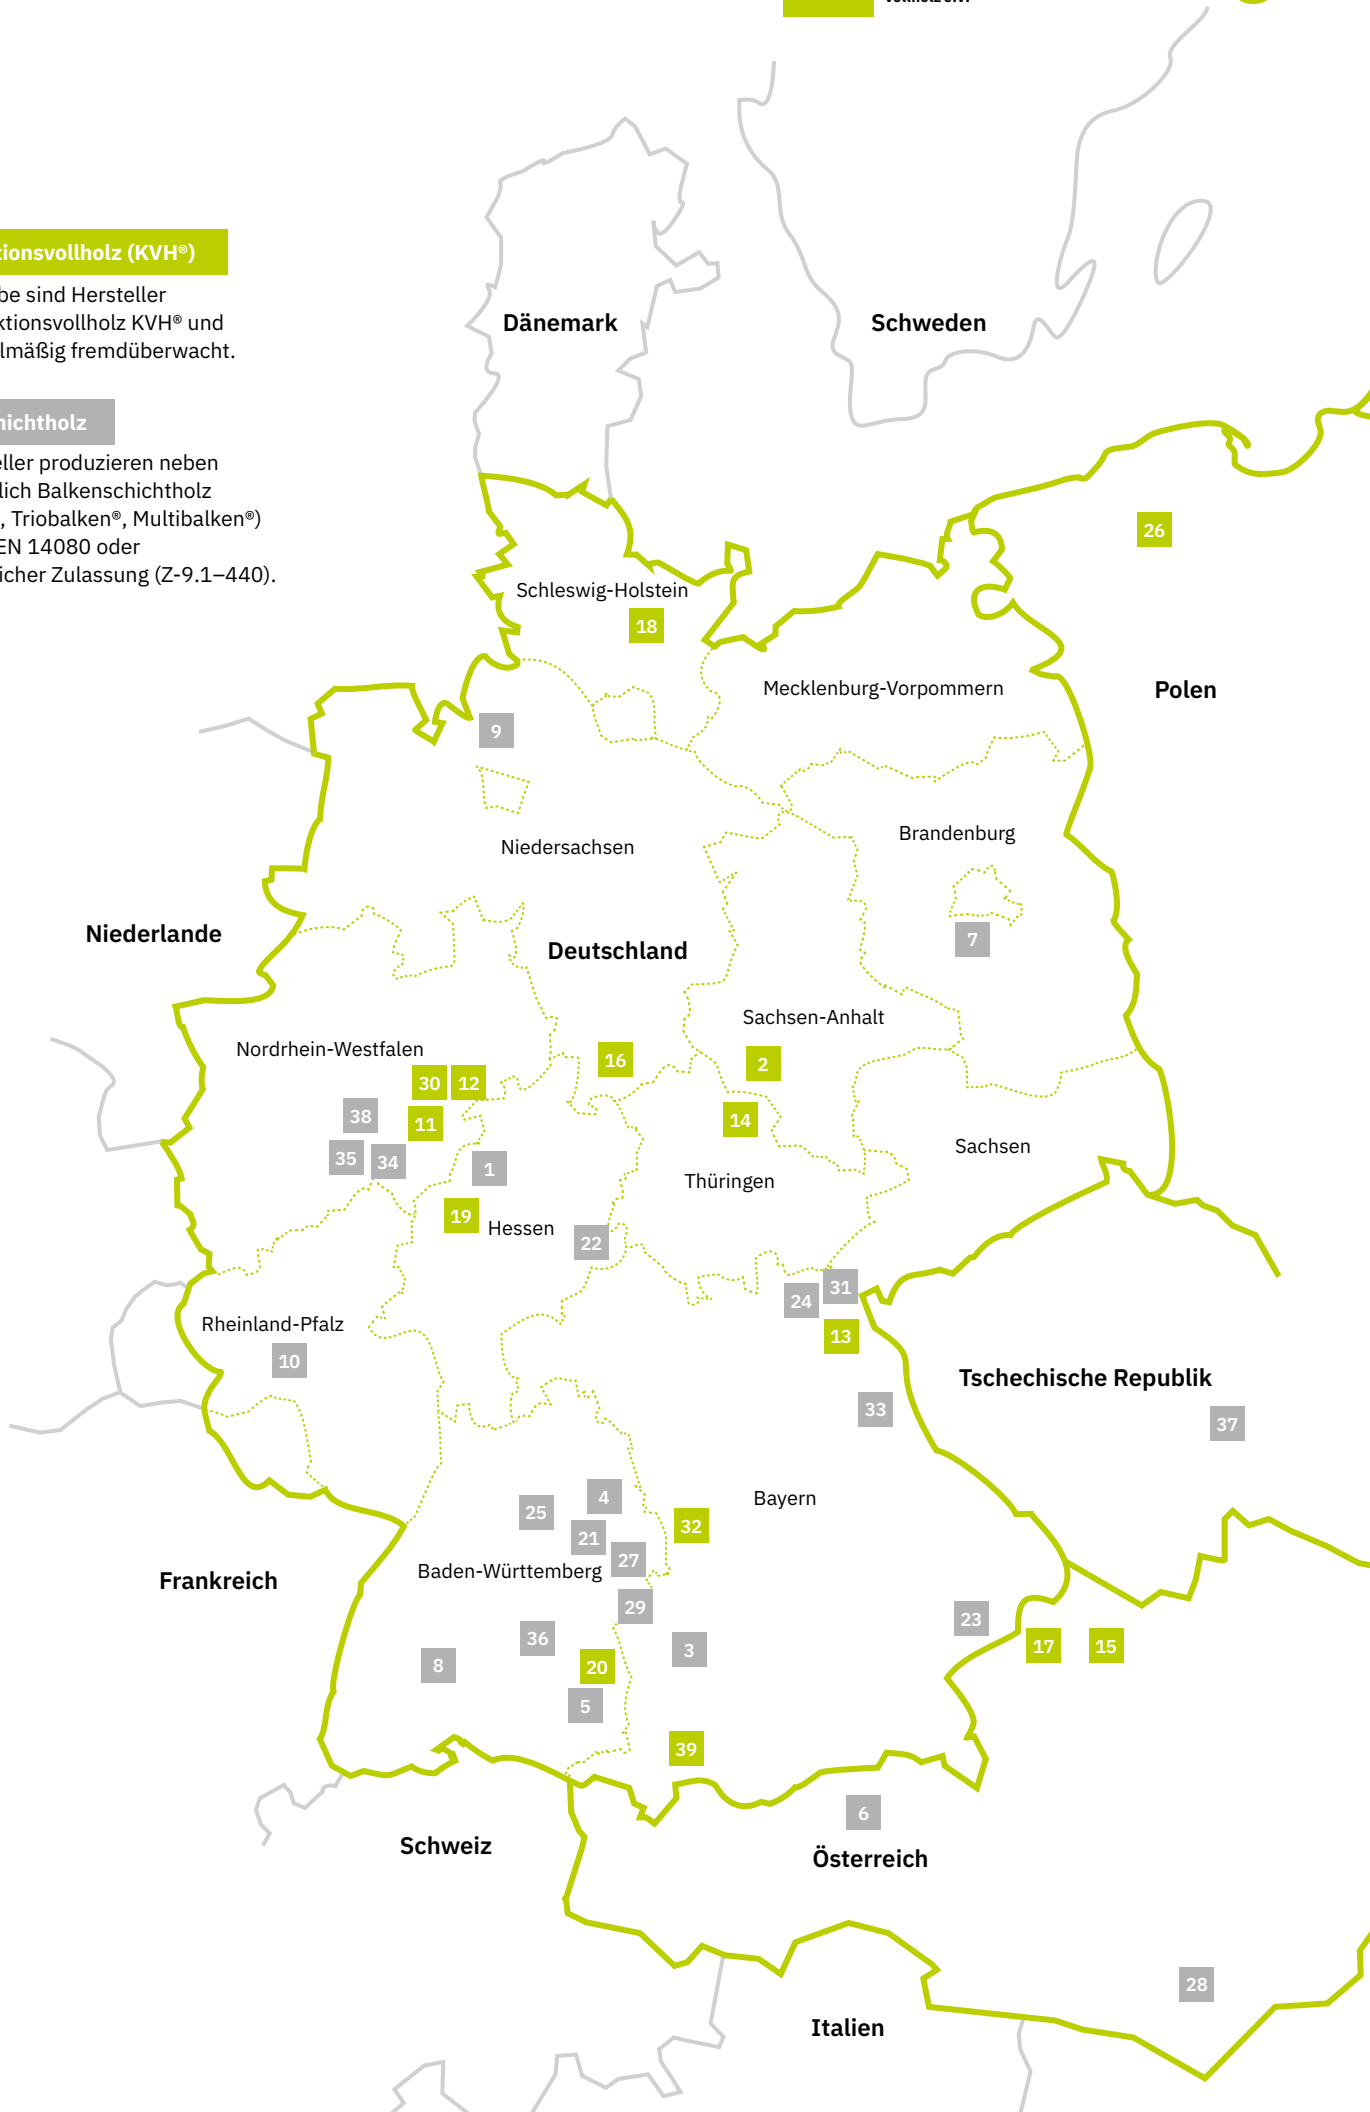 tionsvollholz (KVH®)
be sind Hersteller
ktionsvollholz KVH® und
lmäßig fremdüberwacht.
hichtholz
eller produzieren neben
lich Balkenschichtholz
, Triobalken®, Multibalken®)
EN 14080 oder
icher Zulassung (Z-9.1–440).
Dänemark
Schweden
26
Schleswig-Holstein
18
Mecklenburg-Vorpommern
Polen
9
Brandenburg
Niedersachsen
Niederlande
7
Deutschland
Sachsen-Anhalt
Nordrhein-Westfalen
16
2
30
12
38
11
14
Sachsen
35
34
1
Thüringen
19
Hessen
22
31
24
Rheinland-Pfalz
13
10
Tschechische Republik
33
37
4
Bayern
25
32
21
27
Baden-Württemberg
Frankreich
29
23
36
17
15
3
8
20
5
39
6
Schweiz
Österreich
28
Italien